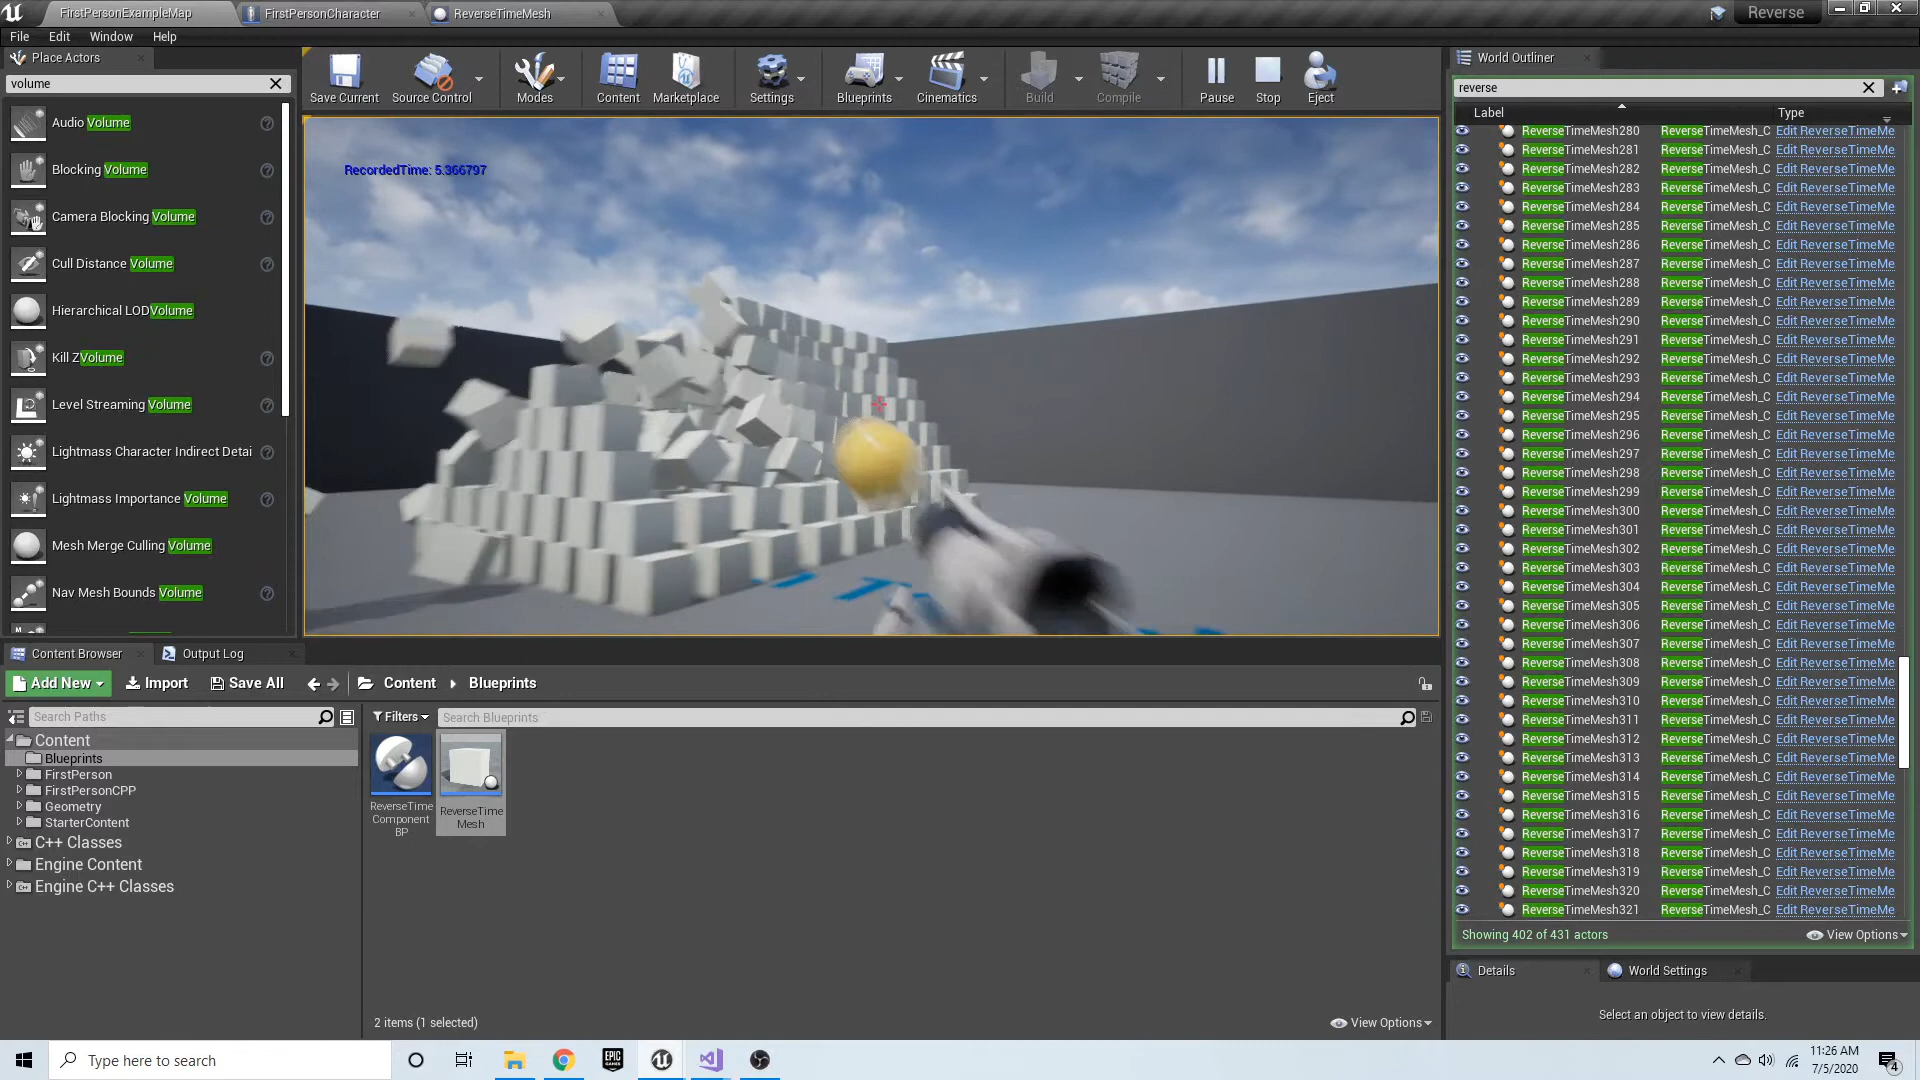 FirstPersonExampleMap
FirstPersonCharacter
ReverseTimeMesh
Reverse
File Edit Window Help
Place Actors
volume
Audio Volume
Blocking Volume
Camera Blocking Volume
Cull Distance Volume
Hierarchical LODVolume
Kill ZVolume
Level Streaming Volume
Lightmass Character Indirect Detai
Lightmass Importance Volume
Mesh Merge Culling Volume
Nav Mesh Bounds Volume
Save Current
Source Control
Modes
Content
Marketplace
Settings
Blueprints
Cinematics
Build
Compile
Pause
Stop
Eject
RecordedTime: 5.366797
World Outliner
reverse
Label Type
ReverseTimeMesh280 ReverseTimeMesh_C Edit ReverseTimeMe
ReverseTimeMesh281 ReverseTimeMesh_C Edit ReverseTimeMe
ReverseTimeMesh282 ReverseTimeMesh_C Edit ReverseTimeMe
ReverseTimeMesh283 ReverseTimeMesh_C Edit ReverseTimeMe
ReverseTimeMesh284 ReverseTimeMesh_C Edit ReverseTimeMe
ReverseTimeMesh285 ReverseTimeMesh_C Edit ReverseTimeMe
ReverseTimeMesh286 ReverseTimeMesh_C Edit ReverseTimeMe
ReverseTimeMesh287 ReverseTimeMesh_C Edit ReverseTimeMe
ReverseTimeMesh288 ReverseTimeMesh_C Edit ReverseTimeMe
ReverseTimeMesh289 ReverseTimeMesh_C Edit ReverseTimeMe
ReverseTimeMesh290 ReverseTimeMesh_C Edit ReverseTimeMe
ReverseTimeMesh291 ReverseTimeMesh_C Edit ReverseTimeMe
ReverseTimeMesh292 ReverseTimeMesh_C Edit ReverseTimeMe
ReverseTimeMesh293 ReverseTimeMesh_C Edit ReverseTimeMe
ReverseTimeMesh294 ReverseTimeMesh_C Edit ReverseTimeMe
ReverseTimeMesh295 ReverseTimeMesh_C Edit ReverseTimeMe
ReverseTimeMesh296 ReverseTimeMesh_C Edit ReverseTimeMe
ReverseTimeMesh297 ReverseTimeMesh_C Edit ReverseTimeMe
ReverseTimeMesh298 ReverseTimeMesh_C Edit ReverseTimeMe
ReverseTimeMesh299 ReverseTimeMesh_C Edit ReverseTimeMe
ReverseTimeMesh300 ReverseTimeMesh_C Edit ReverseTimeMe
ReverseTimeMesh301 ReverseTimeMesh_C Edit ReverseTimeMe
ReverseTimeMesh302 ReverseTimeMesh_C Edit ReverseTimeMe
ReverseTimeMesh303 ReverseTimeMesh_C Edit ReverseTimeMe
ReverseTimeMesh304 ReverseTimeMesh_C Edit ReverseTimeMe
ReverseTimeMesh305 ReverseTimeMesh_C Edit ReverseTimeMe
ReverseTimeMesh306 ReverseTimeMesh_C Edit ReverseTimeMe
ReverseTimeMesh307 ReverseTimeMesh_C Edit ReverseTimeMe
ReverseTimeMesh308 ReverseTimeMesh_C Edit ReverseTimeMe
ReverseTimeMesh309 ReverseTimeMesh_C Edit ReverseTimeMe
ReverseTimeMesh310 ReverseTimeMesh_C Edit ReverseTimeMe
ReverseTimeMesh311 ReverseTimeMesh_C Edit ReverseTimeMe
ReverseTimeMesh312 ReverseTimeMesh_C Edit ReverseTimeMe
ReverseTimeMesh313 ReverseTimeMesh_C Edit ReverseTimeMe
ReverseTimeMesh314 ReverseTimeMesh_C Edit ReverseTimeMe
ReverseTimeMesh315 ReverseTimeMesh_C Edit ReverseTimeMe
ReverseTimeMesh316 ReverseTimeMesh_C Edit ReverseTimeMe
ReverseTimeMesh317 ReverseTimeMesh_C Edit ReverseTimeMe
ReverseTimeMesh318 ReverseTimeMesh_C Edit ReverseTimeMe
ReverseTimeMesh319 ReverseTimeMesh_C Edit ReverseTimeMe
ReverseTimeMesh320 ReverseTimeMesh_C Edit ReverseTimeMe
ReverseTimeMesh321 ReverseTimeMesh_C Edit ReverseTimeMe
Showing 402 of 431 actors
View Options
Details
World Settings
Select an object to view details.
Content Browser
Output Log
Add New
Import
Save All
Content
Blueprints
Search Paths
Filters
Search Blueprints
Content
Blueprints
FirstPerson
FirstPersonCPP
Geometry
StarterContent
C++ Classes
Engine Content
Engine C++ Classes
ReverseTime
Component
BP
ReverseTime
Mesh
2 items (1 selected)
View Options
Type here to search
EPIC
GAMES
11:26 AM
7/5/2020
4